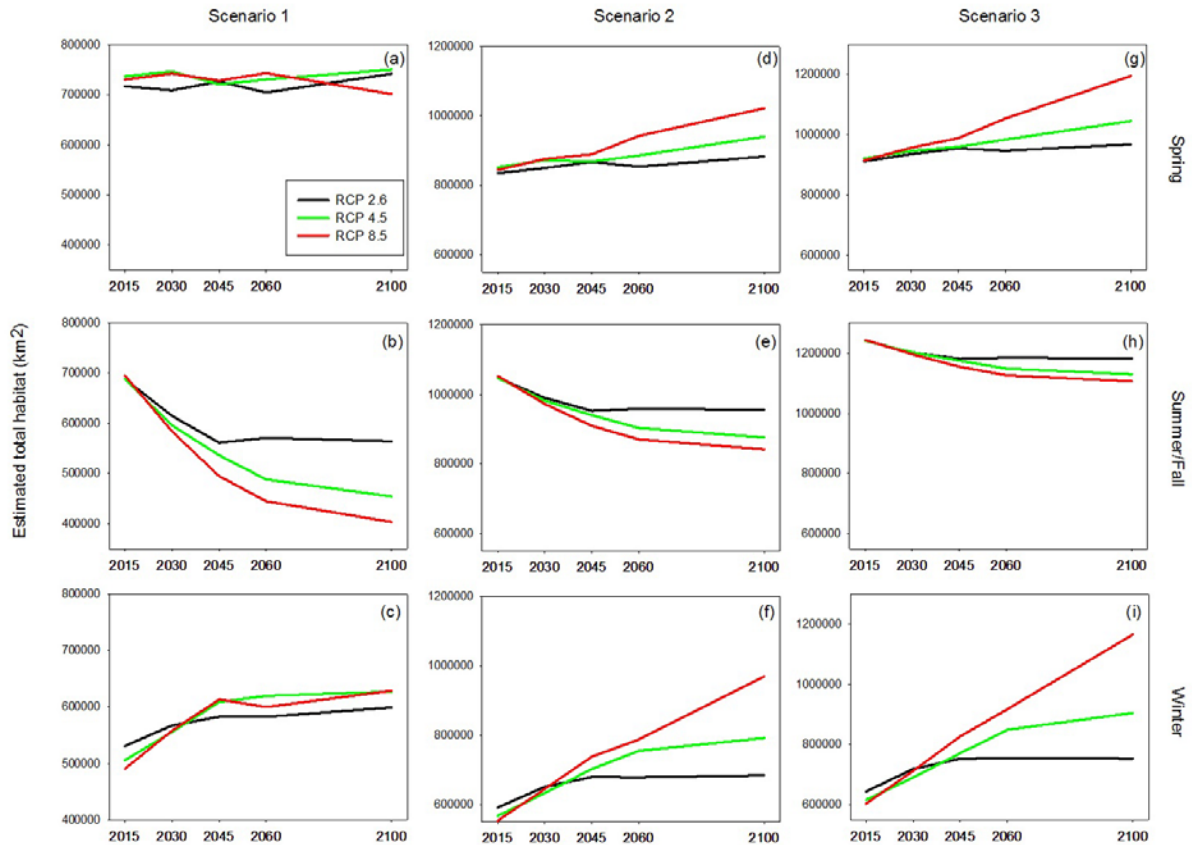 Scenario 1
Scenario 2
Scenario 3
Estimated total habitat (km2)
800000
700000
600000
500000
400000
(a)
RCP 2.6
RCP 4.5
RCP 8.5
2015 2030 2045 2060 2100
1200000
1000000
800000
600000
(d)
2015 2030 2045 2060 2100
1200000
1000000
800000
600000
(g)
2015 2030 2045 2060 2100
Spring
800000
700000
600000
500000
400000
(b)
2015 2030 2045 2060 2100
1200000
1000000
800000
600000
(e)
2015 2030 2045 2060 2100
1200000
1000000
800000
600000
(h)
2015 2030 2045 2060 2100
Summer/Fall
800000
700000
600000
500000
400000
(c)
2015 2030 2045 2060 2100
1200000
1000000
800000
600000
(f)
2015 2030 2045 2060 2100
1200000
1000000
800000
600000
(i)
2015 2030 2045 2060 2100
Winter